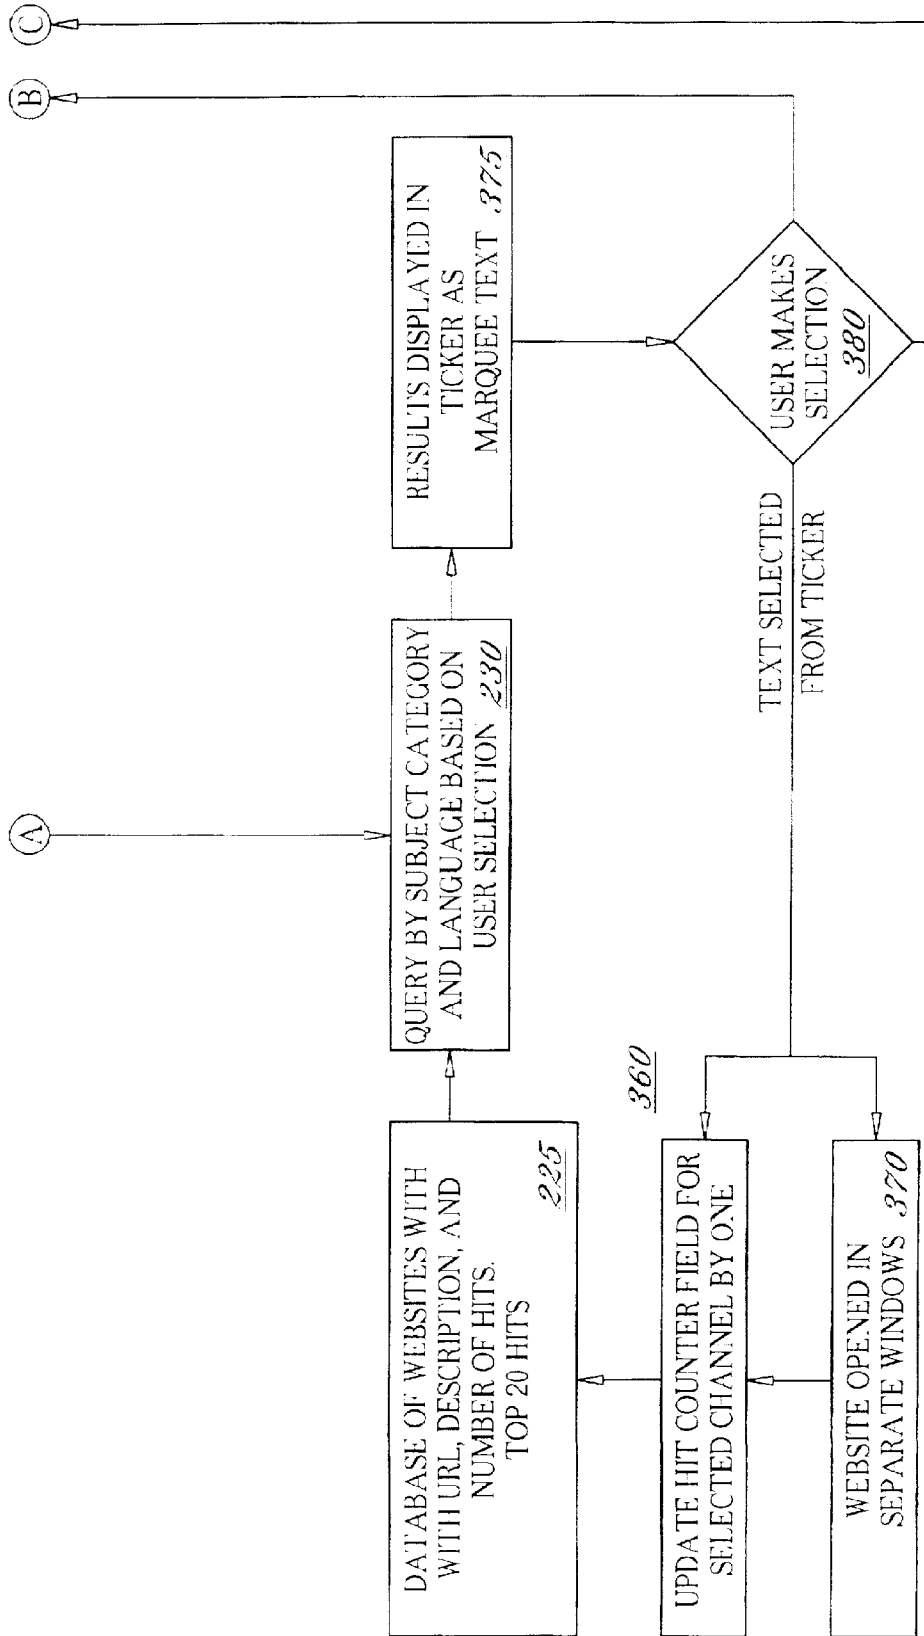 C
B
A
RESULTS DISPLAYED IN
TICKER AS
MARQUEE TEXT 375
QUERY BY SUBJECT CATEGORY
AND LANGUAGE BASED ON
USER SELECTION 230
DATABASE OF WEBSITES WITH
WITH URL, DESCRIPTION, AND
NUMBER OF HITS.
TOP 20 HITS
225
USER MAKES
SELECTION
380
TEXT SELECTED
FROM TICKER
360
UPDATE HIT COUNTER FIELD FOR
SELECTED CHANNEL BY ONE
WEBSITE OPENED IN
SEPARATE WINDOWS 370